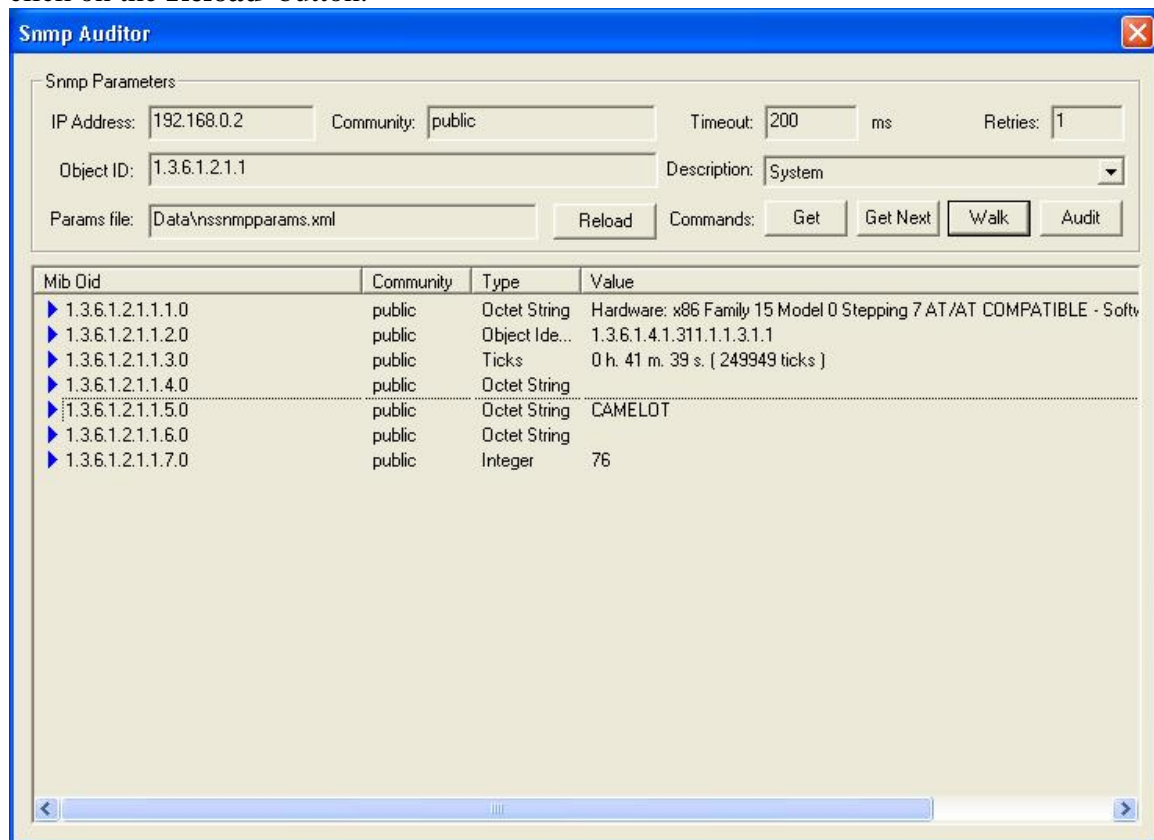 Snmp Auditor
Snmp Parameters
IP Address: 192.168.0.2 Community: public Timeout: 200 ms Retries: 1
Object ID: 1.3.6.1.2.1.1 Description: System
Params file: Data\nssnmpparams.xml Reload Commands: Get Get Next Walk Audit
Mib Oid Community Type Value
1.3.6.1.2.1.1.1.0 public Octet String Hardware: x86 Family 15 Model 0 Stepping 7 AT/AT COMPATIBLE - Softw
1.3.6.1.2.1.1.2.0 public Object Ide... 1.3.6.1.4.1.311.1.1.3.1.1
1.3.6.1.2.1.1.3.0 public Ticks 0 h. 41 m. 39 s. ( 249949 ticks )
1.3.6.1.2.1.1.4.0 public Octet String
1.3.6.1.2.1.1.5.0 public Octet String CAMELOT
1.3.6.1.2.1.1.6.0 public Octet String
1.3.6.1.2.1.1.7.0 public Integer 76